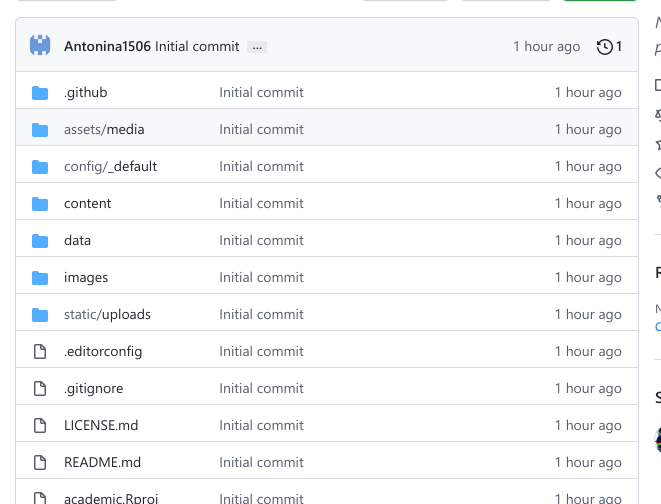 Antonina1506 Initial commit ... 1 hour ago 1
.github Initial commit 1 hour ago
assets/media Initial commit 1 hour ago
config/_default Initial commit 1 hour ago
content Initial commit 1 hour ago
data Initial commit 1 hour ago
images Initial commit 1 hour ago
static/uploads Initial commit 1 hour ago
.editorconfig Initial commit 1 hour ago
.gitignore Initial commit 1 hour ago
LICENSE.md Initial commit 1 hour ago
README.md Initial commit 1 hour ago
academic.Rproj Initial commit 1 hour ago